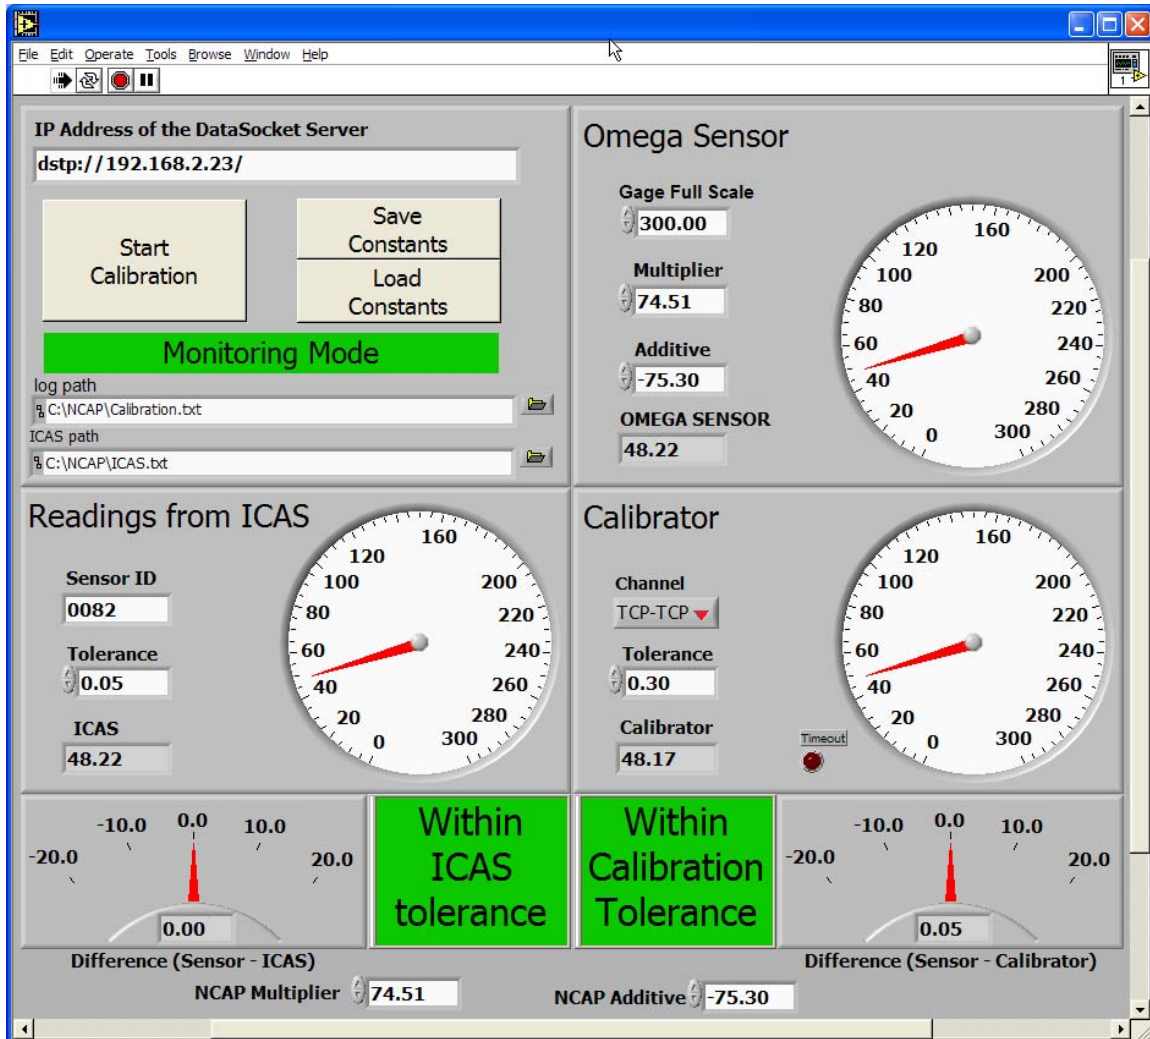 File Edit Operate Tools Browse Window Help
1
IP Address of the DataSocket Server
dstp://192.168.2.23/
Start
Calibration
Save
Constants
Load
Constants
Monitoring Mode
log path
C:\NCAP\Calibration.txt
ICAS path
C:\NCAP\ICAS.txt
Omega Sensor
Gage Full Scale
300.00
Multiplier
74.51
Additive
-75.30
OMEGA SENSOR
48.22
0 20 40 60 80 100 120 160 200 220 240 260 280 300
Readings from ICAS
Sensor ID
0082
Tolerance
0.05
ICAS
48.22
0 20 40 60 80 100 120 160 200 220 240 260 280 300
Calibrator
Channel
TCP-TCP
Tolerance
0.30
Calibrator
48.17
Timeout
0 20 40 60 80 100 120 160 200 220 240 260 280 300
-20.0 -10.0 0.0 10.0 20.0
0.00
Difference (Sensor - ICAS)
Within
ICAS
tolerance
Within
Calibration
Tolerance
-20.0 -10.0 0.0 10.0 20.0
0.05
Difference (Sensor - Calibrator)
NCAP Multiplier 74.51
NCAP Additive -75.30